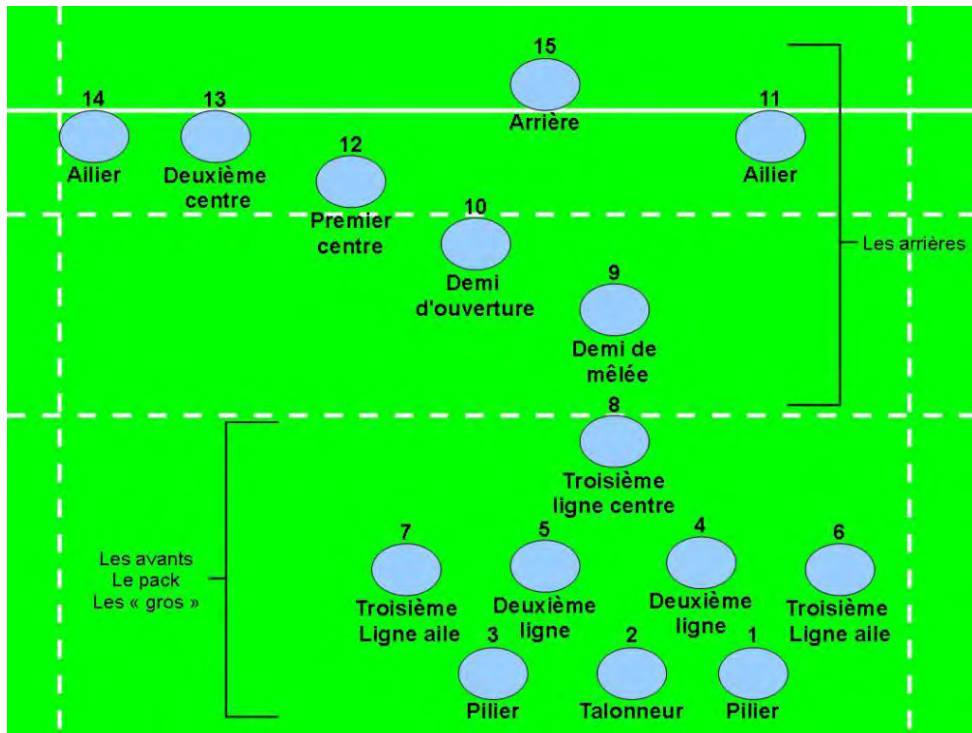 15
Arrière
14
Ailier
13
Deuxième
centre
11
Ailier
12
Premier
centre
10
Demi
d'ouverture
Les arrières
9
Demi de
mêlée
8
Troisième
ligne centre
Les avants
Le pack
Les « gros »
7
Troisième
Ligne aile
5
Deuxième
ligne
4
Deuxième
ligne
6
Troisième
Ligne aile
3
Pilier
2
Talonneur
1
Pilier